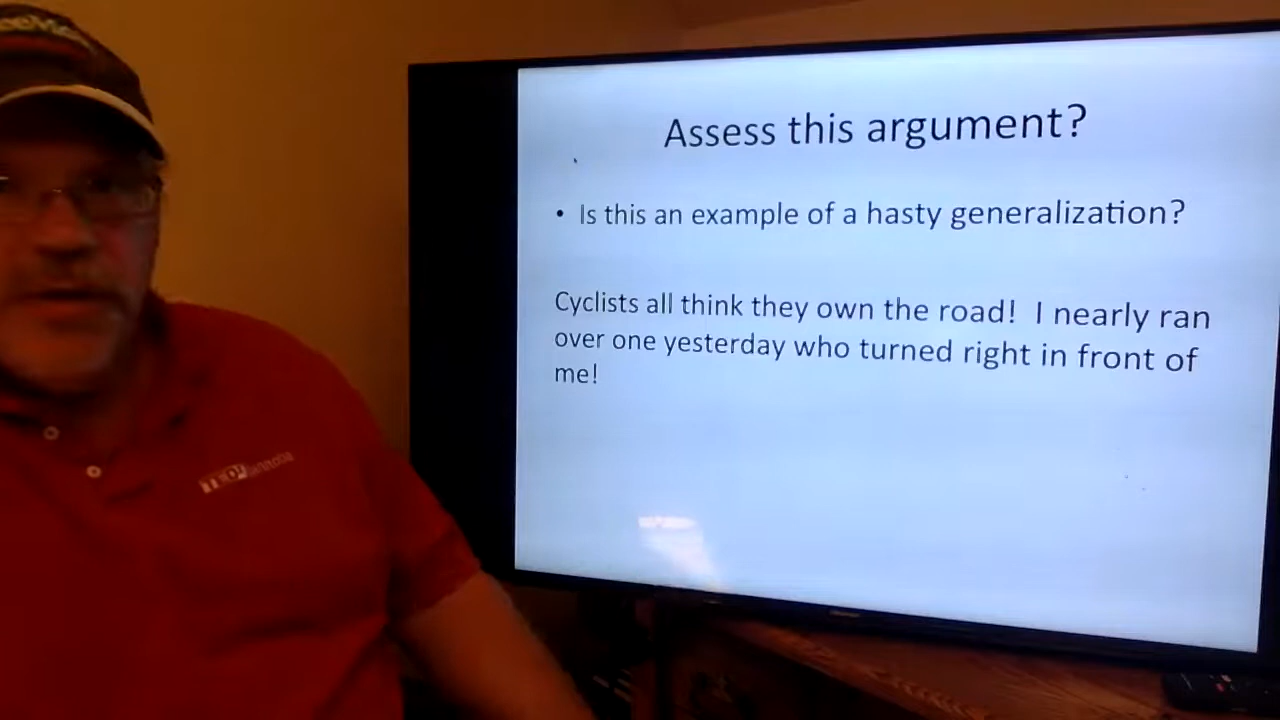 Assess this argument?
• Is this an example of a hasty generalization?
Cyclists all think they own the road! I nearly ran
over one yesterday who turned right in front of
me!